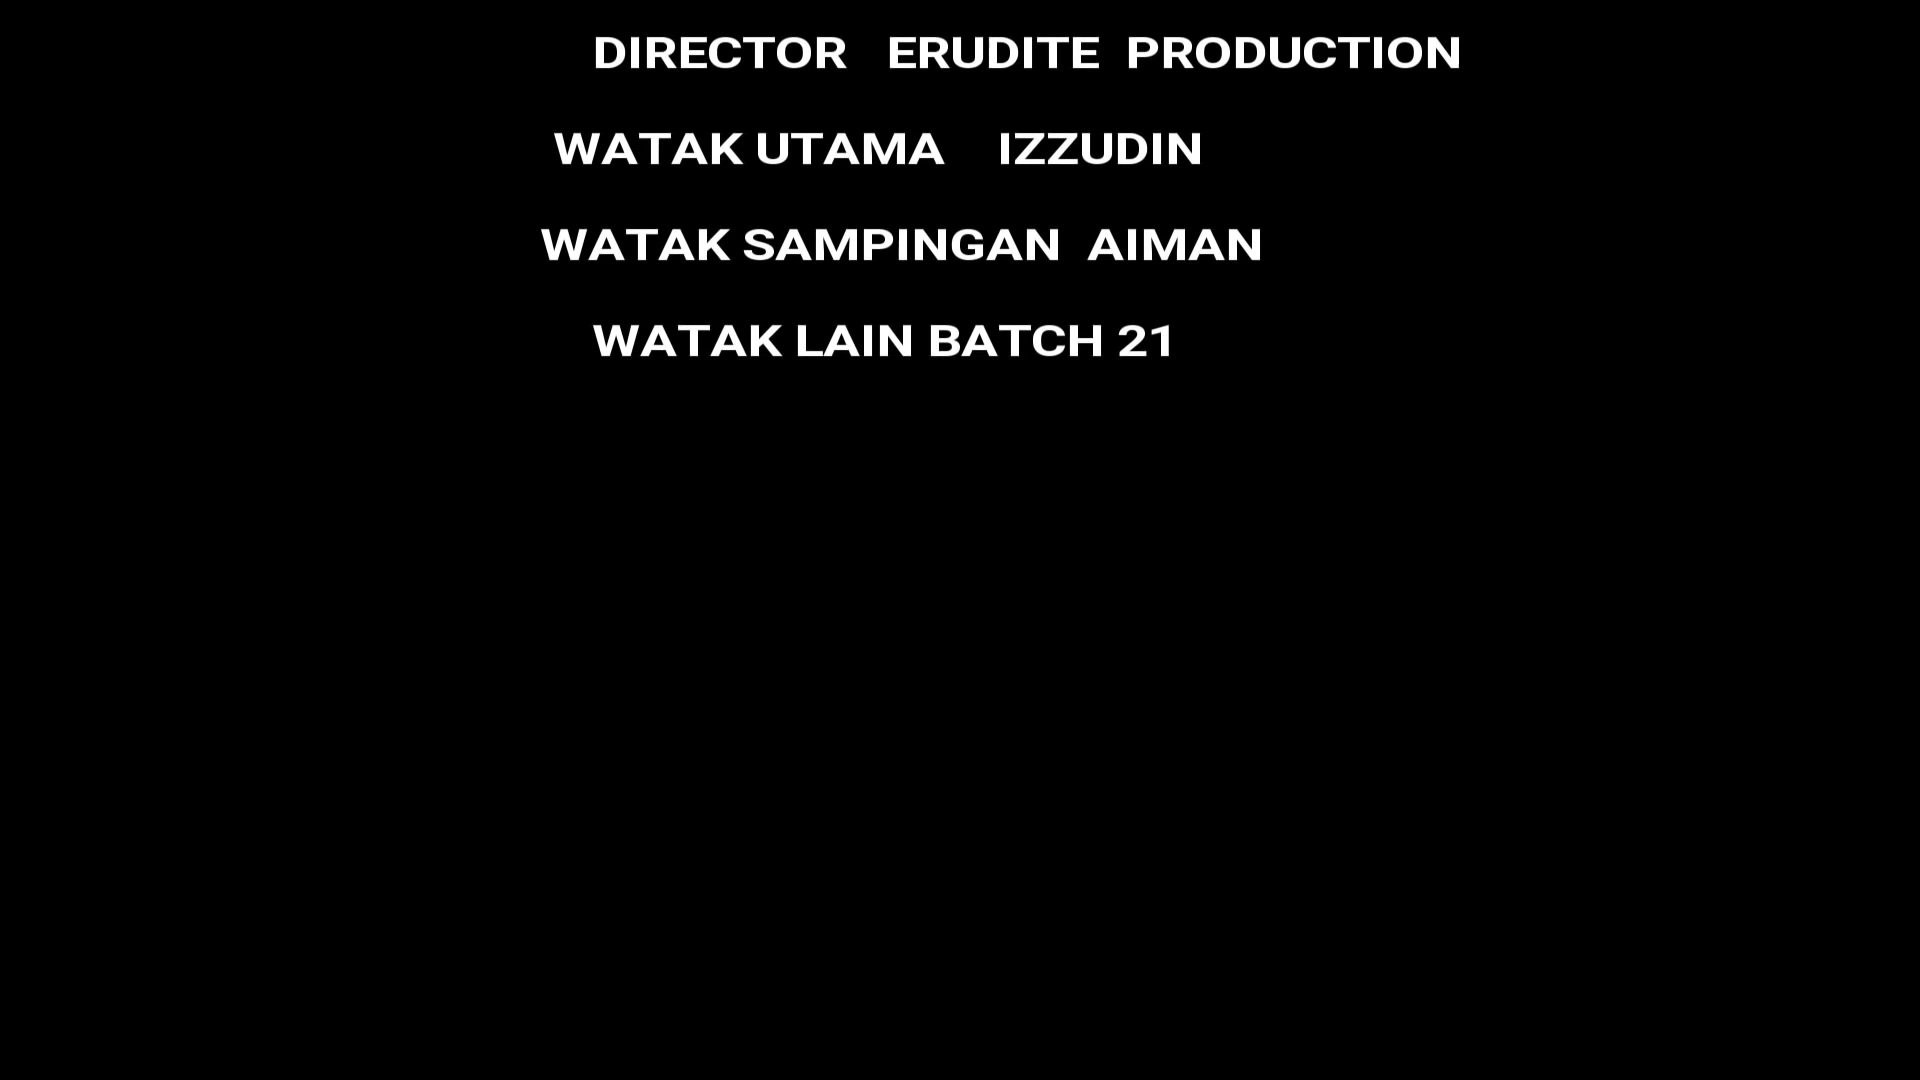 DIRECTOR ERUDITE PRODUCTION
WATAK UTAMA IZZUDIN
WATAK SAMPINGAN AIMAN
WATAK LAIN BATCH 21